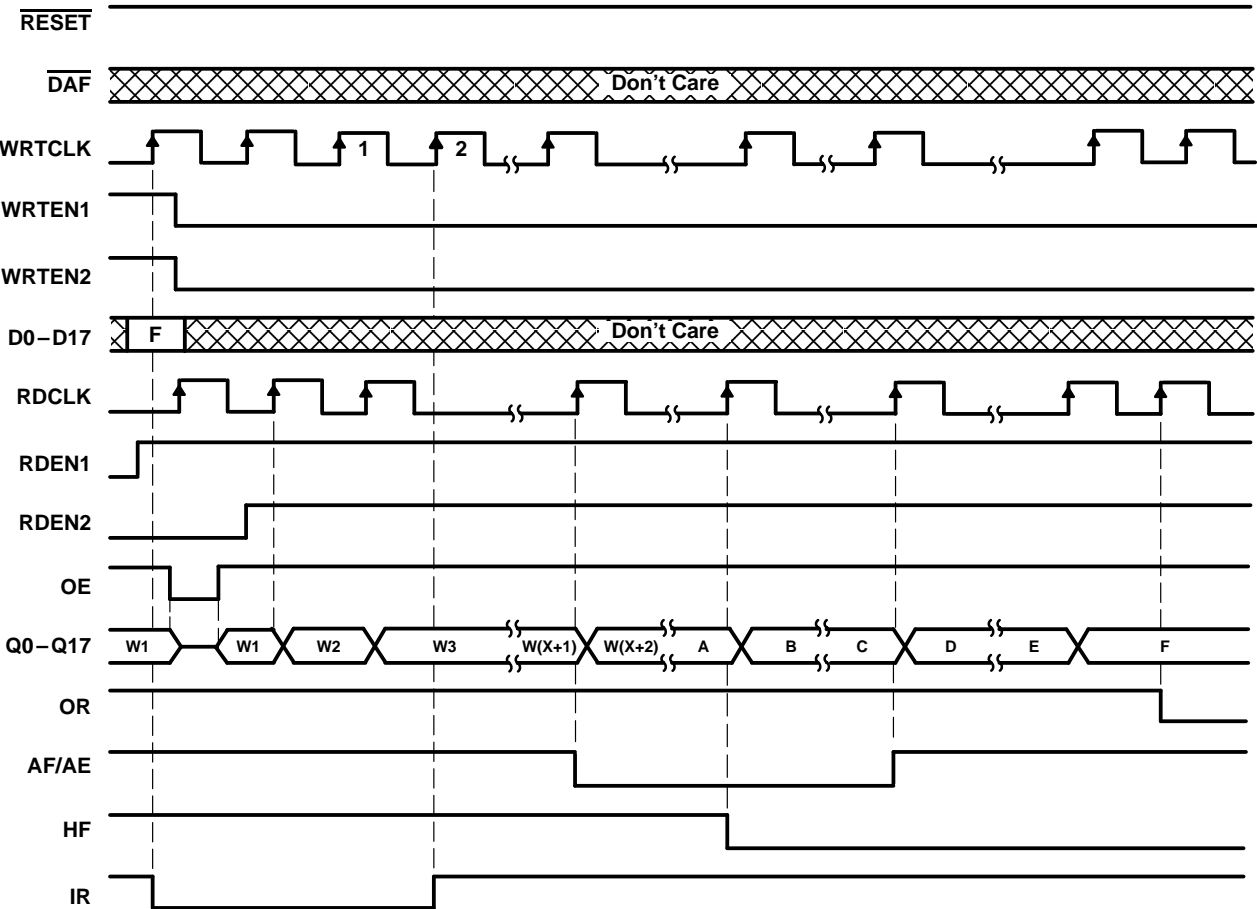 RESET
DAF Don't Care
WRTCLK 1 2
WRTEN1
WRTEN2
D0–D17 F Don't Care
RDCLK
RDEN1
RDEN2
OE
Q0–Q17 W1 W1 W2 W3 W(X+1) W(X+2) A B C D E F
OR
AF/AE
HF
IR